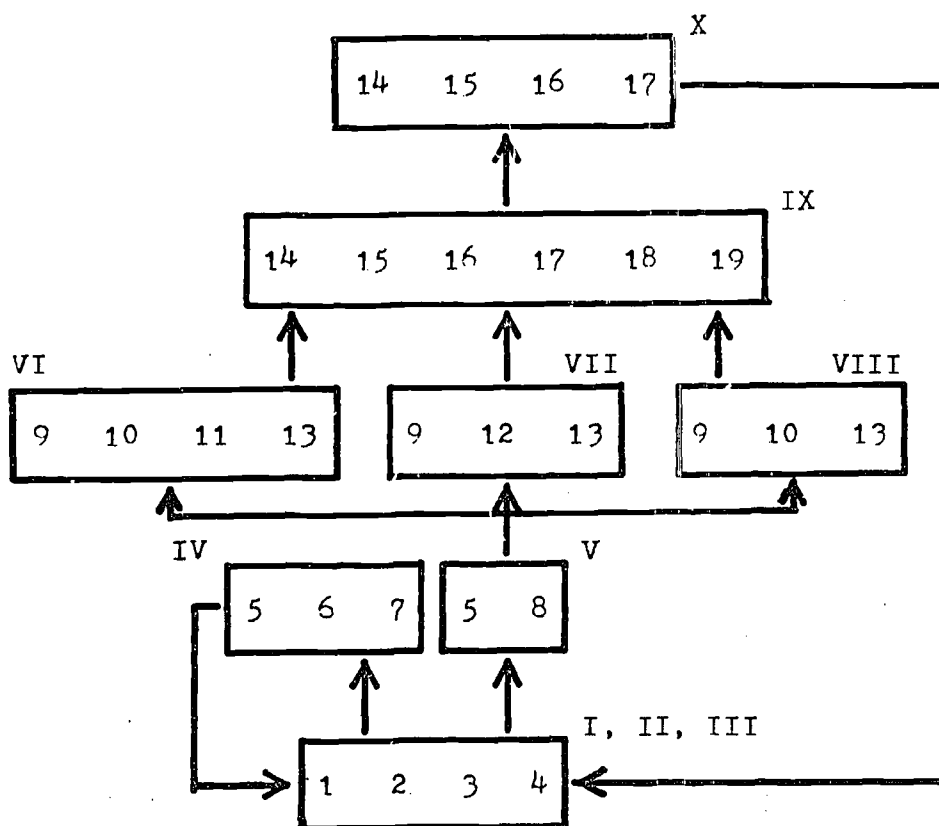 X
14 15 16 17
IX
14 15 16 17 18 19
VI VII VIII
9 10 11 13 9 12 13 9 10 13
IV V
5 6 7 5 8
I, II, III
1 2 3 4